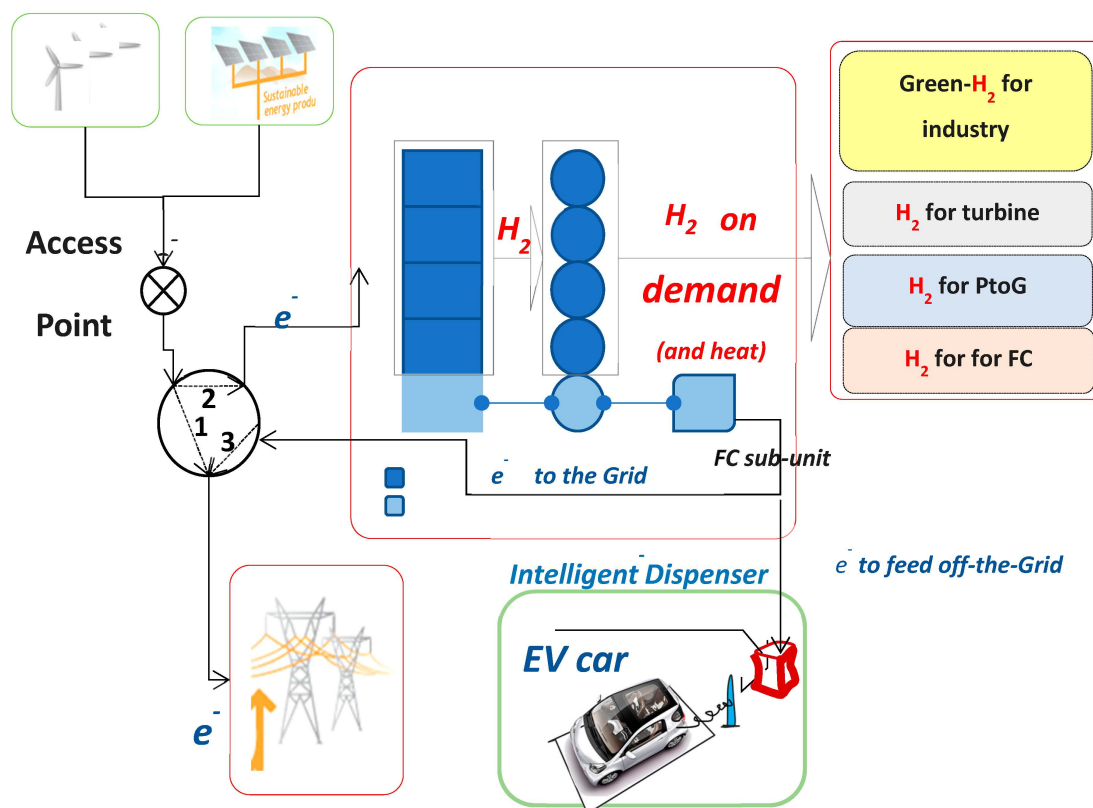 Sustainable
energy produ
Access
Point
e-
-
1
2
3
H2
H2 on
demand
(and heat)
FC sub-unit
e- to the Grid
Green-H2 for
industry
H2 for turbine
H2 for PtoG
H2 for for FC
e- to feed off-the-Grid
Intelligent-Dispenser
EV car
e-